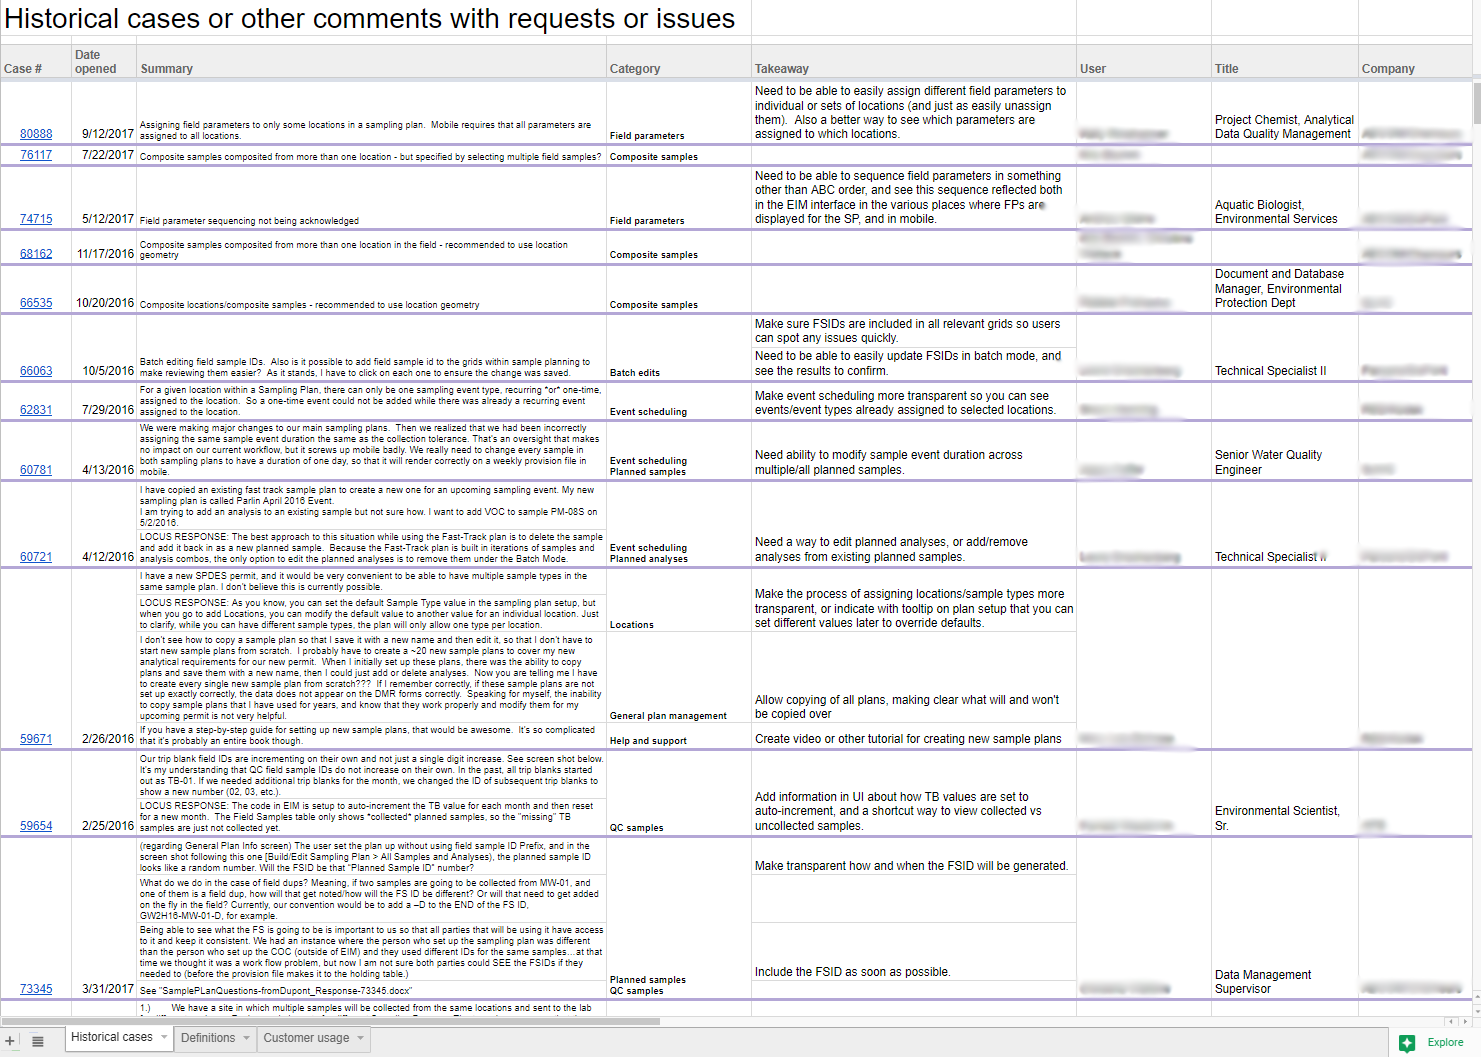 Historical cases or other comments with requests or issues
Case #
Date
opened
Summary
Category
Takeaway
User
Title
Company
80888
9/12/2017
Assigning field parameters to only some locations in a sampling plan.  Mobile requires that all parameters are
assigned to all locations.
Field parameters
Need to be able to easily assign different field parameters to
individual or sets of locations (and just as easily unassign
them).  Also a better way to see which parameters are
assigned to which locations.
Project Chemist, Analytical
Data Quality Management
76117
7/22/2017
Composite samples composited from more than one location - but specified by selecting multiple field samples?
Composite samples
74715
5/12/2017
Field parameter sequencing not being acknowledged
Field parameters
Need to be able to sequence field parameters in something
other than ABC order, and see this sequence reflected both
in the EIM interface in the various places where FPs are
displayed for the SP, and in mobile.
Aquatic Biologist,
Environmental Services
68162
11/17/2016
Composite samples composited from more than one location in the field - recommended to use location
geometry
Composite samples
66535
10/20/2016
Composite locations/composite samples - recommended to use location geometry
Composite samples
Document and Database
Manager, Environmental
Protection Dept
66063
10/5/2016
Batch editing field sample IDs.  Also is it possible to add field sample id to the grids within sample planning to
make reviewing them easier?  As it stands, I have to click on each one to ensure the change was saved.
Batch edits
Make sure FSIDs are included in all relevant grids so users
can spot any issues quickly.
Need to be able to easily update FSIDs in batch mode, and
see the results to confirm.
Technical Specialist II
62831
7/29/2016
For a given location within a Sampling Plan, there can only be one sampling event type, recurring *or* one-time,
assigned to the location.  So a one-time event could not be added while there was already a recurring event
assigned to the location.
Event scheduling
Make event scheduling more transparent so you can see
events/event types already assigned to selected locations.
60781
4/13/2016
We were making major changes to our main sampling plans.  Then we realized that we had been incorrectly
assigning the same sample event duration the same as the collection tolerance. That's an oversight that makes
no impact on our current workflow, but it screws up mobile badly. We really need to change every sample in
both sampling plans to have a duration of one day, so that it will render correctly on a weekly provision file in
mobile.
Event scheduling
Planned samples
Need ability to modify sample event duration across
multiple/all planned samples.
Senior Water Quality
Engineer
60721
4/12/2016
I have copied an existing fast track sample plan to create a new one for an upcoming sampling event. My new
sampling plan is called Parlin April 2016 Event.
I am trying to add an analysis to an existing sample but not sure how. I want to add VOC to sample PM-08S on
5/2/2016.
LOCUS RESPONSE: The best approach to this situation while using the Fast-Track plan is to delete the sample
and add it back in as a new planned sample.  Because the Fast-Track plan is built in iterations of samples and
analysis combos, the only option to edit the planned analyses is to remove them under the Batch Mode.
Event scheduling
Planned analyses
Need a way to edit planned analyses, or add/remove
analyses from existing planned samples.
Technical Specialist II
59671
2/26/2016
I have a new SPDES permit, and it would be very convenient to be able to have multiple sample types in the
same sample plan. I don't believe this is currently possible.
LOCUS RESPONSE: As you know, you can set the default Sample Type value in the sampling plan setup, but
when you go to add Locations, you can modify the default value to another value for an individual location. Just
to clarify, while you can have different sample types, the plan will only allow one type per location.
Locations
Make the process of assigning locations/sample types more
transparent, or indicate with tooltip on plan setup that you can
set different values later to override defaults.
I don't see how to copy a sample plan so that I save it with a new name and then edit it, so that I don't have to
start new sample plans from scratch.  I probably have to create a ~20 new sample plans to cover my new
analytical requirements for our new permit.  When I initially set up these plans, there was the ability to copy
plans and save them with a new name, then I could just add or delete analyses.  Now you are telling me I have
to create every single new sample plan from scratch???  If I remember correctly, if these sample plans are not
set up exactly correctly, the data does not appear on the DMR forms correctly.  Speaking for myself, the inability
to copy sample plans that I have used for years, and know that they work properly and modify them for my
upcoming permit is not very helpful.
General plan management
Allow copying of all plans, making clear what will and won't
be copied over
If you have a step-by-step guide for setting up new sample plans, that would be awesome.  It's so complicated
that it's probably an entire book though.
Help and support
Create video or other tutorial for creating new sample plans
59654
2/25/2016
Our trip blank field IDs are incrementing on their own and not just a single digit increase. See screen shot below.
It's my understanding that QC field sample IDs do not increase on their own. In the past, all trip blanks started
out as TB-01. If we needed additional trip blanks for the month, we changed the ID of subsequent trip blanks to
show a new number (02, 03, etc.).
LOCUS RESPONSE: The code in EIM is setup to auto-increment the TB value for each month and then reset
for a new month.  The Field Samples table only shows *collected* planned samples, so the "missing" TB
samples are just not collected yet.
QC samples
Add information in UI about how TB values are set to
auto-increment, and a shortcut way to view collected vs
uncollected samples.
Environmental Scientist,
Sr.
73345
3/31/2017
(regarding General Plan Info screen) The user set the plan up without using field sample ID Prefix, and in the
screen shot following this one [Build/Edit Sampling Plan > All Samples and Analyses), the planned sample ID
looks like a random number. Will the FSID be that "Planned Sample ID" number?
What do we do in the case of field dups? Meaning, if two samples are going to be collected from MW-01, and
one of them is a field dup, how will that get noted/how will the FS ID be different? Or will that need to get added
on the fly in the field? Currently, our convention would be to add a –D to the END of the FS ID,
GW2H16-MW-01-D, for example.
Being able to see what the FS is going to be is important to us so that all parties that will be using it have access
to it and keep it consistent. We had an instance where the person who set up the sampling plan was different
than the person who set up the COC (outside of EIM) and they used different IDs for the same samples…at that
time we thought it was a work flow problem, but now I am not sure both parties could SEE the FSIDs if they
needed to (before the provision file makes it to the holding table.)
See "SamplePLanQuestions-fromDupont_Response-73345.docx"
Planned samples
QC samples
Make transparent how and when the FSID will be generated.
Include the FSID as soon as possible.
Data Management
Supervisor
1.)      We have a site in which multiple samples will be collected from the same locations and sent to the lab
Historical cases
Definitions
Customer usage
Explore